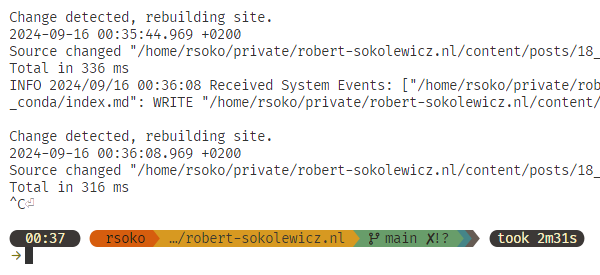 Change detected, rebuilding site.
2024-09-16 00:35:44.969 +0200
Source changed "/home/rsoko/private/robert-sokolewicz.nl/content/posts/18_
Total in 336 ms
INFO 2024/09/16 00:36:08 Received System Events: ["/home/rsoko/private/rob
_conda/index.md": WRITE "/home/rsoko/private/robert-sokolewicz.nl/content/
Change detected, rebuilding site.
2024-09-16 00:36:08.969 +0200
Source changed "/home/rsoko/private/robert-sokolewicz.nl/content/posts/18_
Total in 316 ms
^C⏎
00:37 rsoko …/robert-sokolewicz.nl main ✗!? took 2m31s
→